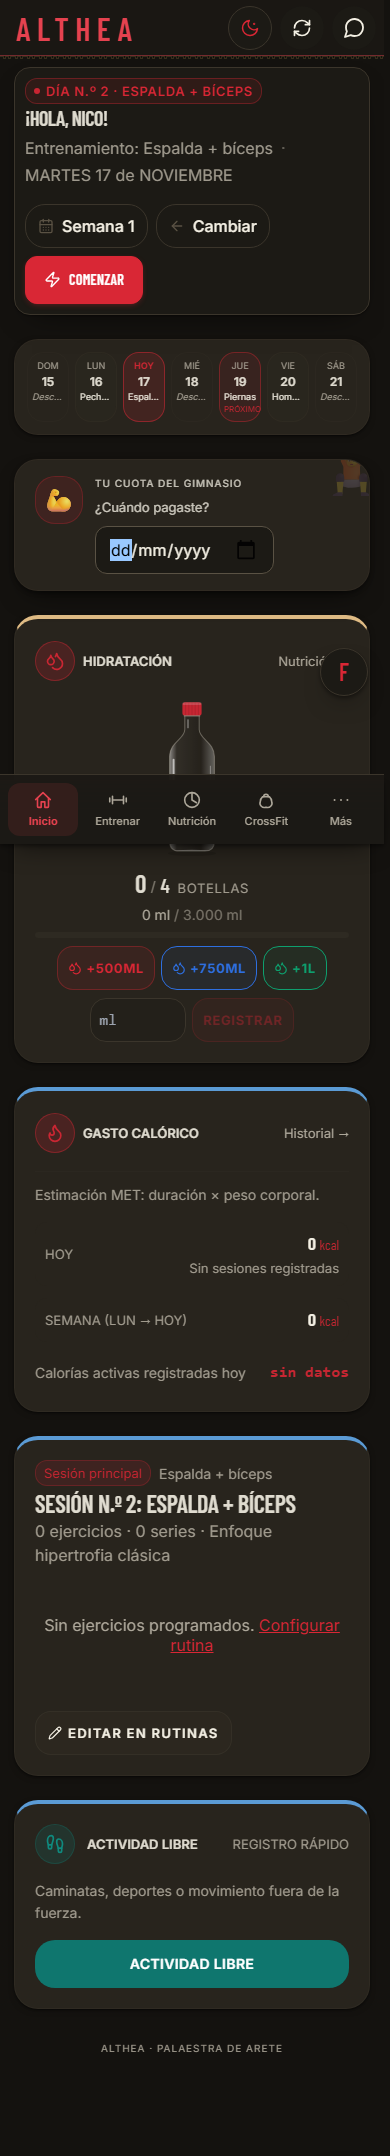 ALTHEA
DÍA N.º 2 · ESPALDA + BÍCEPS
¡HOLA, NICO!
Entrenamiento: Espalda + bíceps ·
MARTES 17 de NOVIEMBRE
Semana 1
Cambiar
COMENZAR
DOM LUN HOY MIÉ JUE VIE SÁB
15 16 17 18 19 20 21
Desc... Pech... Espal... Desc... Piernas Hom... Desc...
PRÓXIMO
TU CUOTA DEL GIMNASIO
¿Cuándo pagaste?
dd/mm/yyyy
HIDRATACIÓN
F
Inicio Entrenar Nutrición CrossFit Más
0 / 4 BOTELLAS
0 ml / 3.000 ml
+500ML +750ML +1L
ml REGISTRAR
GASTO CALÓRICO Historial →
Estimación MET: duración × peso corporal.
HOY 0 kcal
Sin sesiones registradas
SEMANA (LUN → HOY) 0 kcal
Calorías activas registradas hoy sin datos
Sesión principal Espalda + bíceps
SESIÓN N.º 2: ESPALDA + BÍCEPS
0 ejercicios · 0 series · Enfoque
hipertrofia clásica
Sin ejercicios programados. Configurar
rutina
EDITAR EN RUTINAS
ACTIVIDAD LIBRE REGISTRO RÁPIDO
Caminatas, deportes o movimiento fuera de la
fuerza.
ACTIVIDAD LIBRE
ALTHEA · PALAESTRA DE ARETE